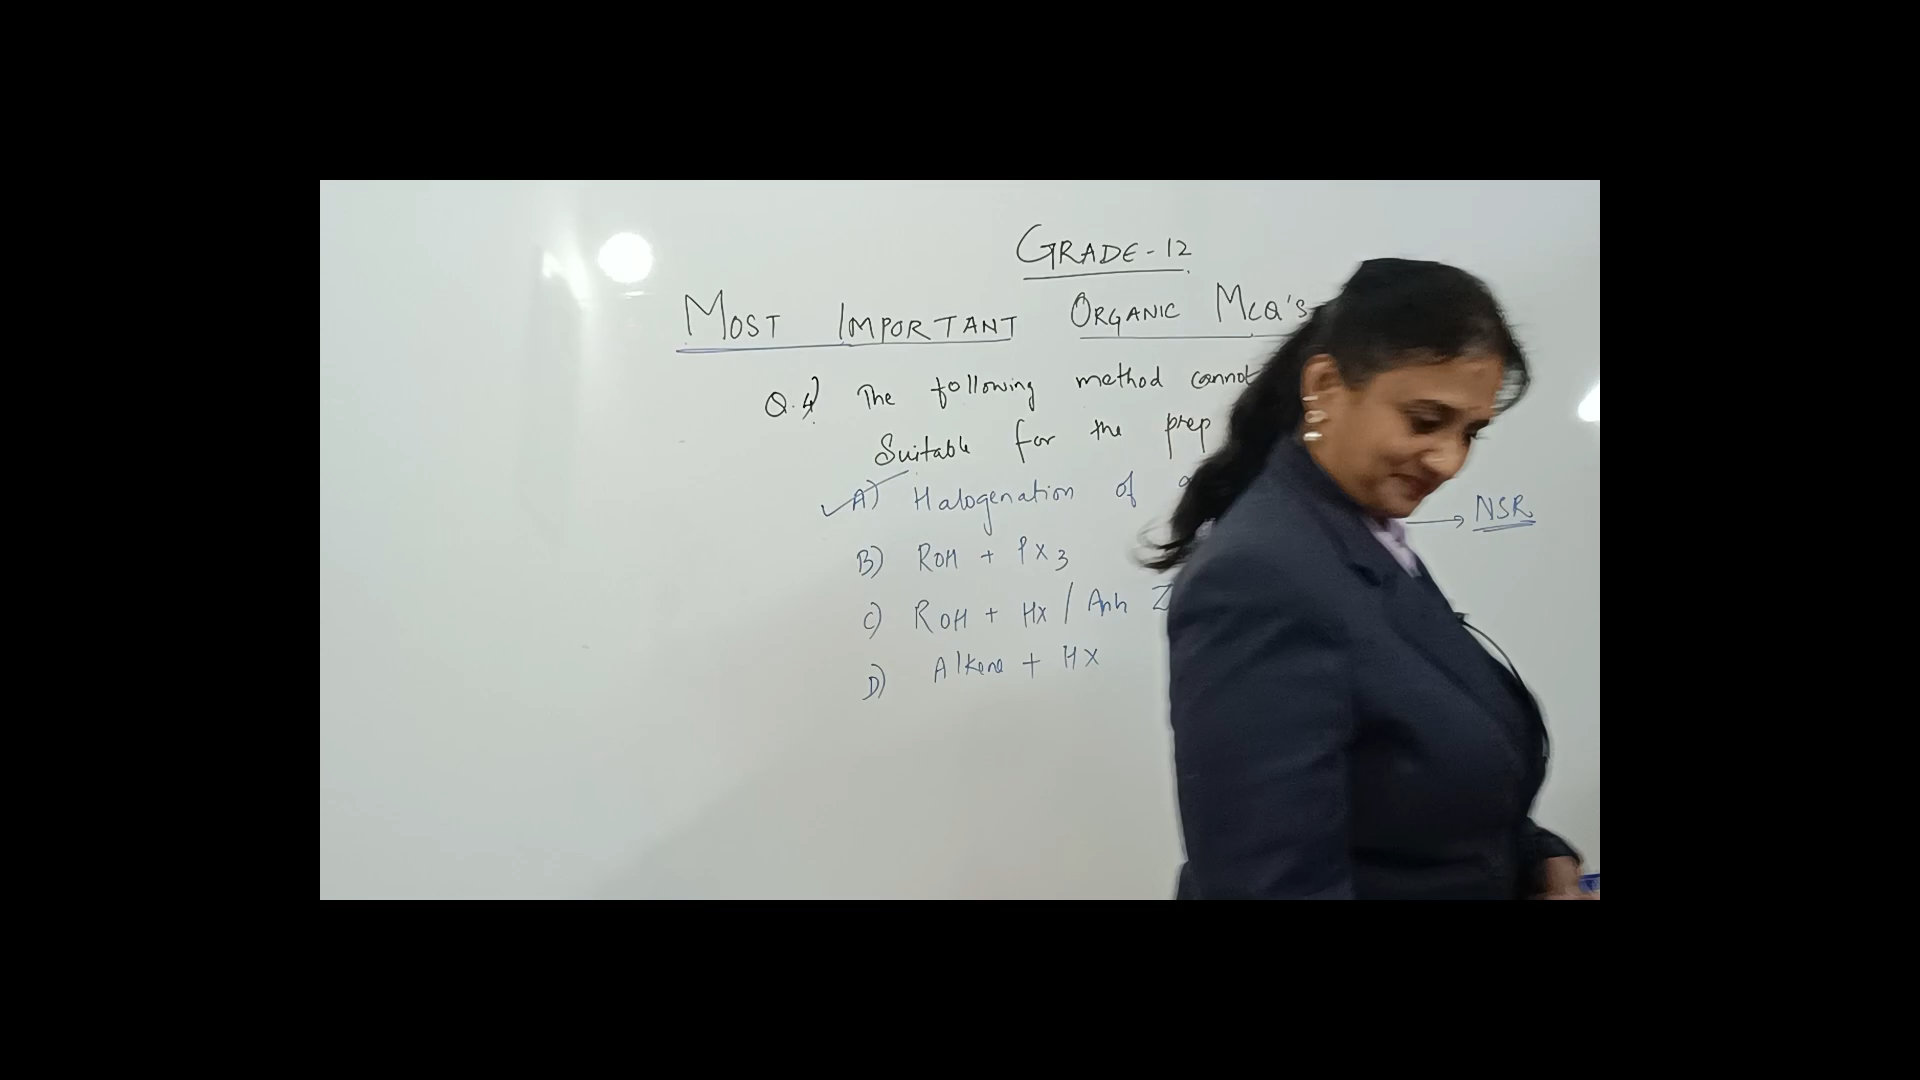 GRADE-12
MOST IMPORTANT ORGANIC MCQ's
Q.4) The following method cannot
Suitable for the prep
A) Halogenation of → NSR
B) ROH + PX3
C) ROH + HX / Anh Z
D) Alkene + HX